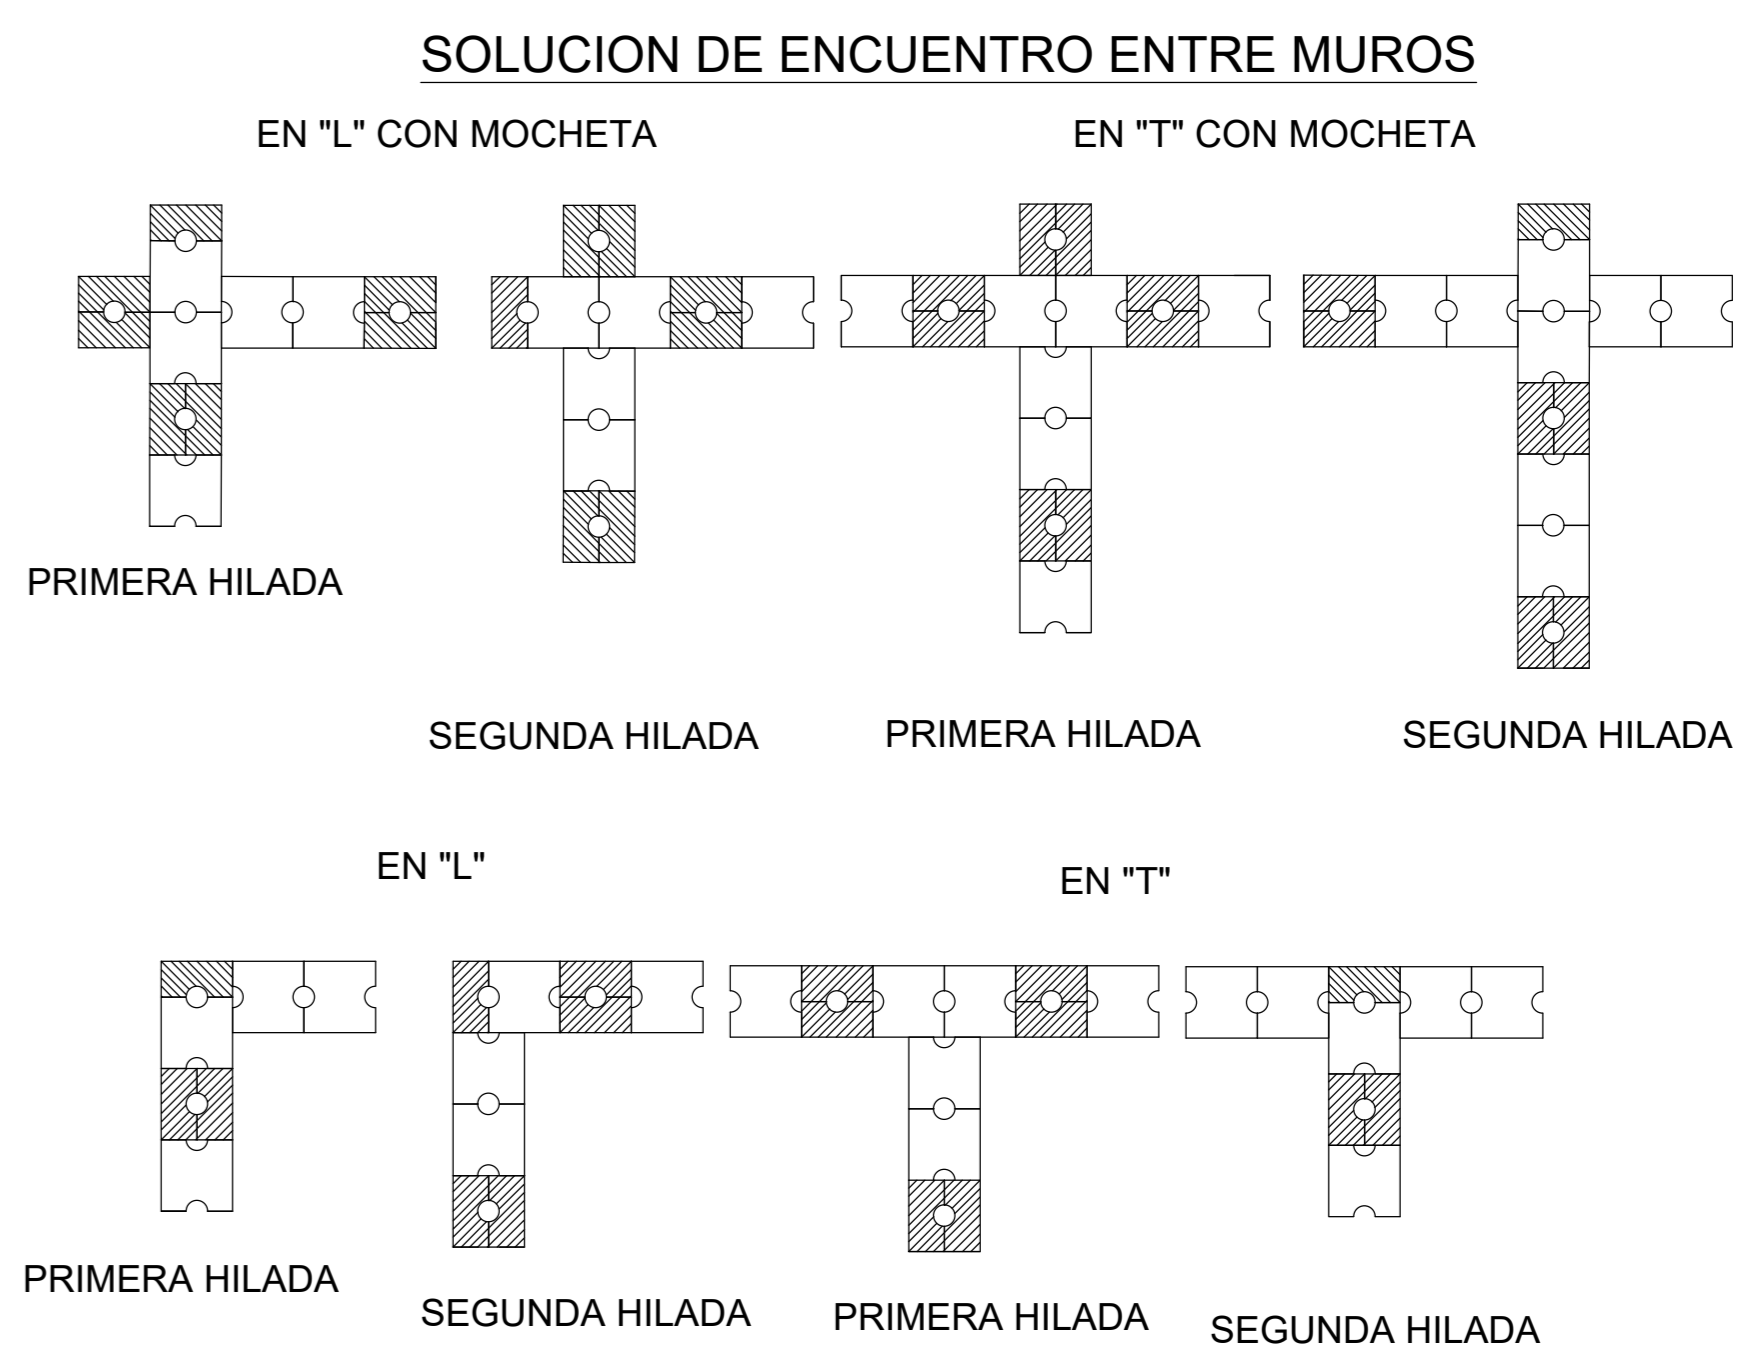 SOLUCION DE ENCUENTRO ENTRE MUROS
EN "L" CON MOCHETA
EN "T" CON MOCHETA
PRIMERA HILADA
SEGUNDA HILADA
PRIMERA HILADA
SEGUNDA HILADA
EN "L"
EN "T"
PRIMERA HILADA
SEGUNDA HILADA
PRIMERA HILADA
SEGUNDA HILADA